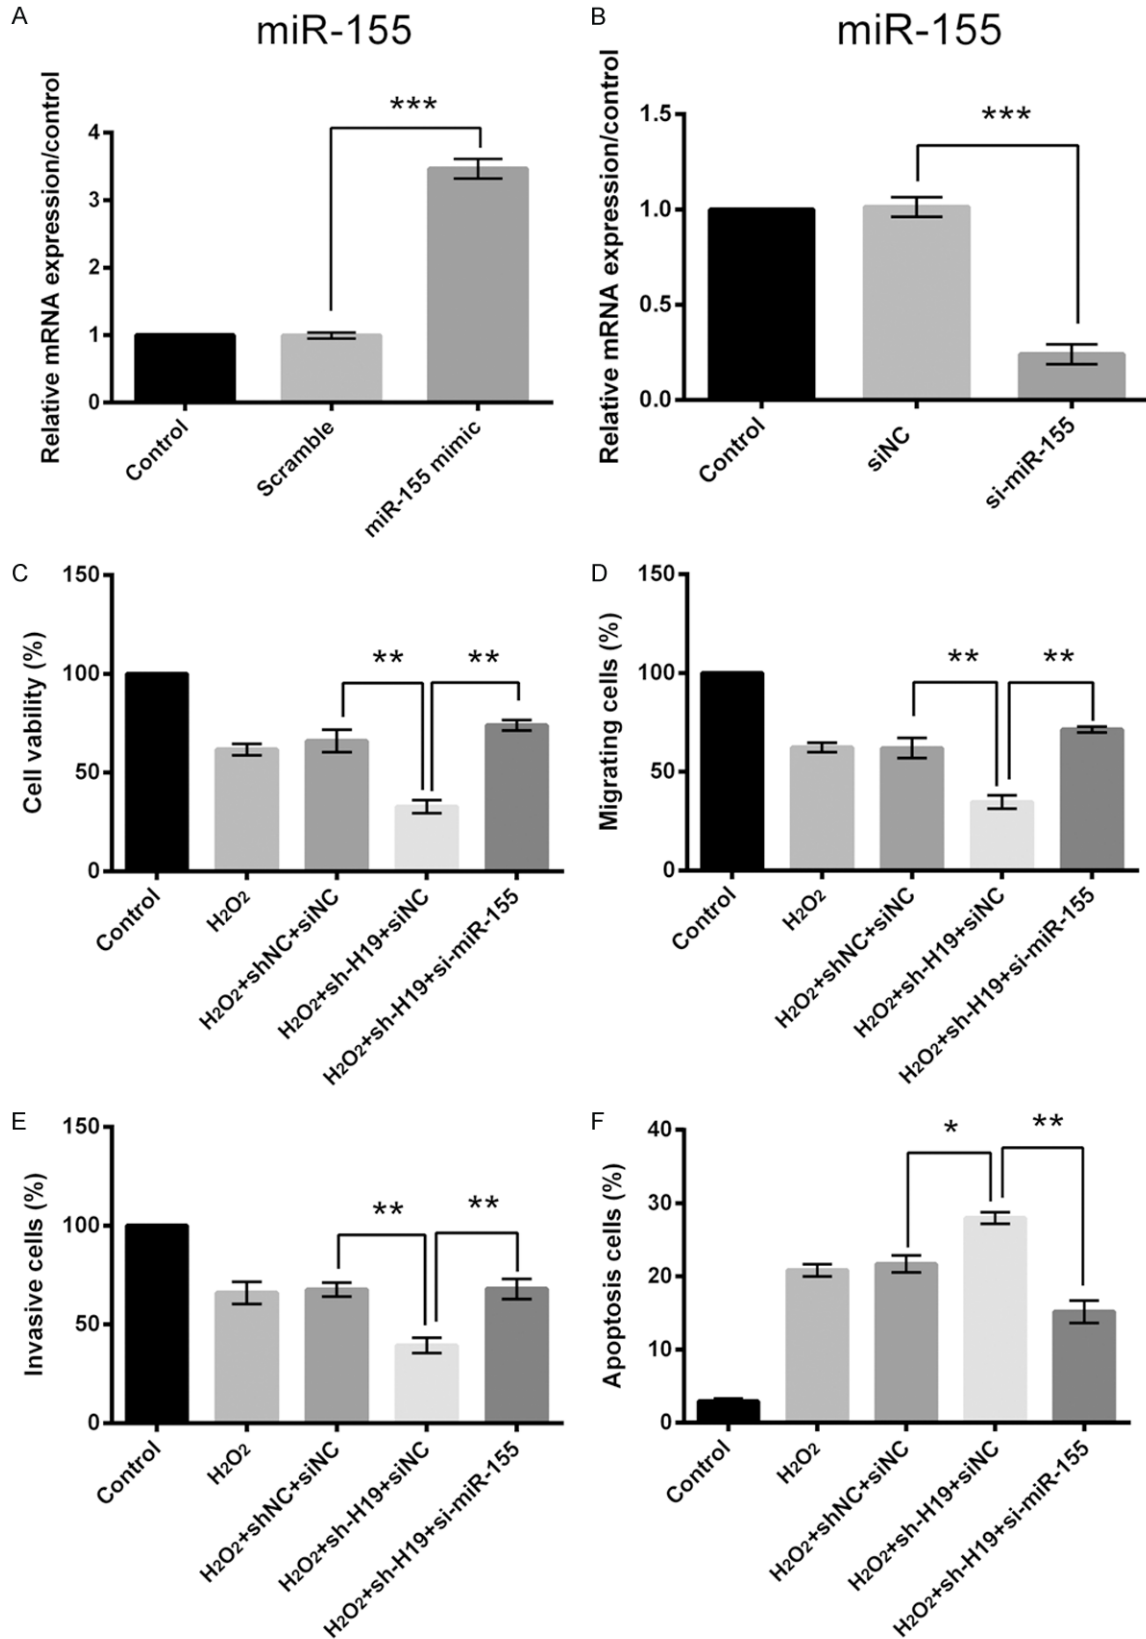 A
miR-155
Relative mRNA expression/control
***
4
3
2
1
0
Control
Scramble
miR-155 mimic
B
miR-155
Relative mRNA expression/control
***
1.5
1.0
0.5
0.0
Control
siNC
si-miR-155
C
Cell vability (%)
150
100
50
0
**
**
Control
H2O2
H2O2+shNC+siNC
H2O2+sh-H19+siNC
H2O2+sh-H19+si-miR-155
D
Migrating cells (%)
150
100
50
0
**
**
Control
H2O2
H2O2+shNC+siNC
H2O2+sh-H19+siNC
H2O2+sh-H19+si-miR-155
E
Invasive cells (%)
150
100
50
0
**
**
Control
H2O2
H2O2+shNC+siNC
H2O2+sh-H19+siNC
H2O2+sh-H19+si-miR-155
F
Apoptosis cells (%)
40
30
20
10
0
*
**
Control
H2O2
H2O2+shNC+siNC
H2O2+sh-H19+siNC
H2O2+sh-H19+si-miR-155